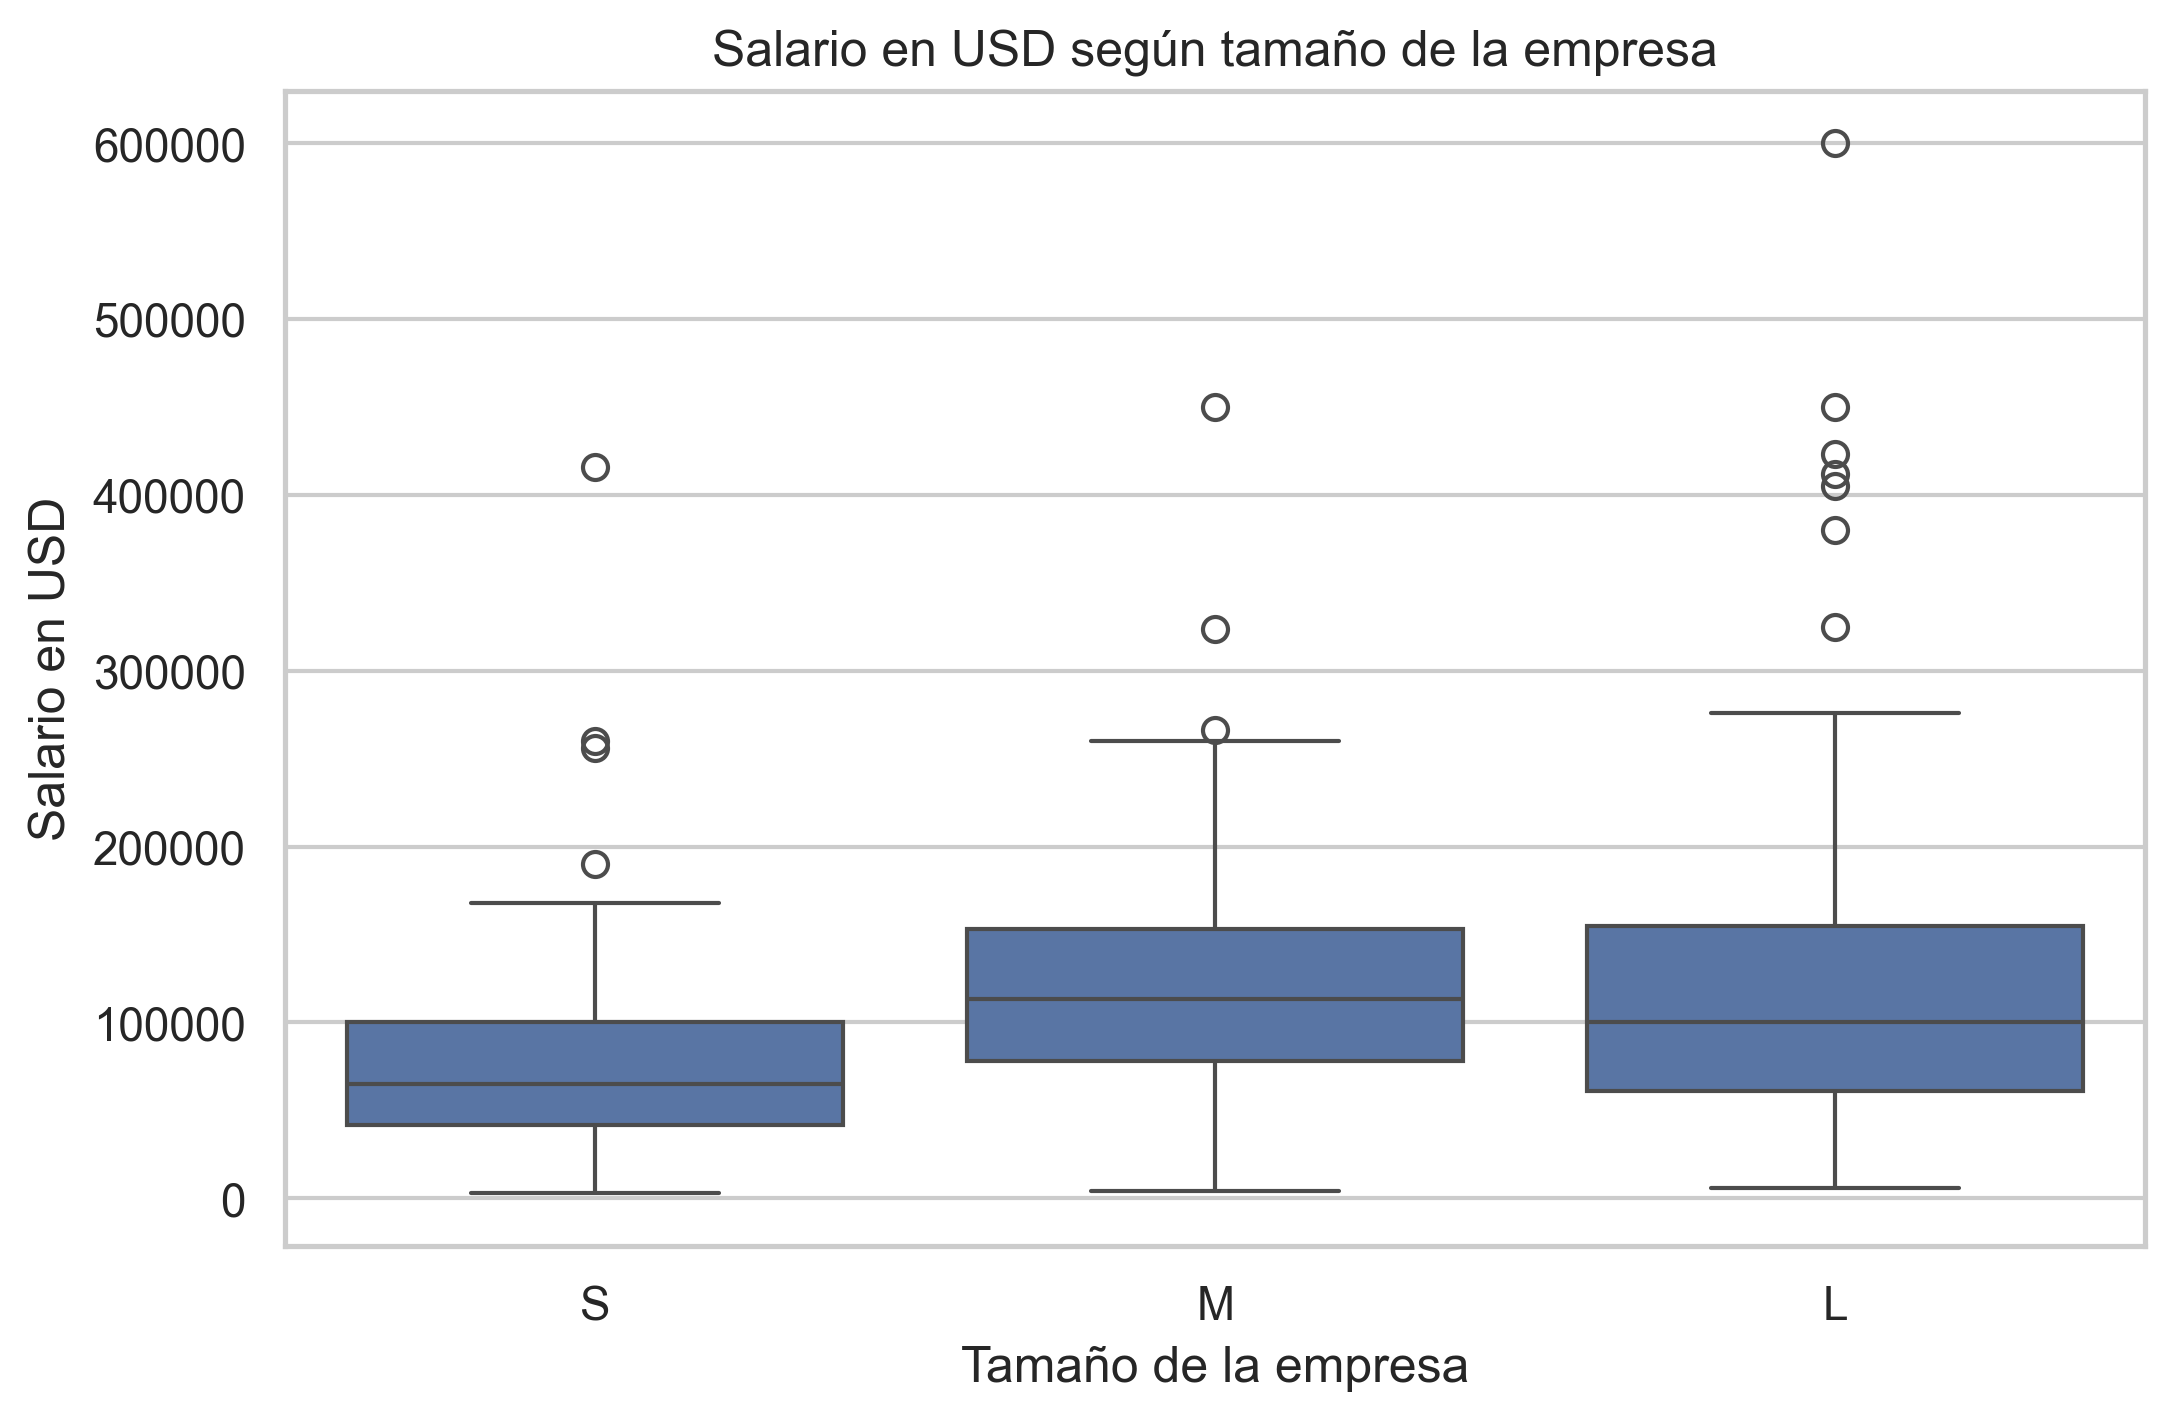 Salario en USD según tamaño de la empresa
600000
500000
400000
300000
200000
100000
0
Salario en USD
S
M
L
Tamaño de la empresa